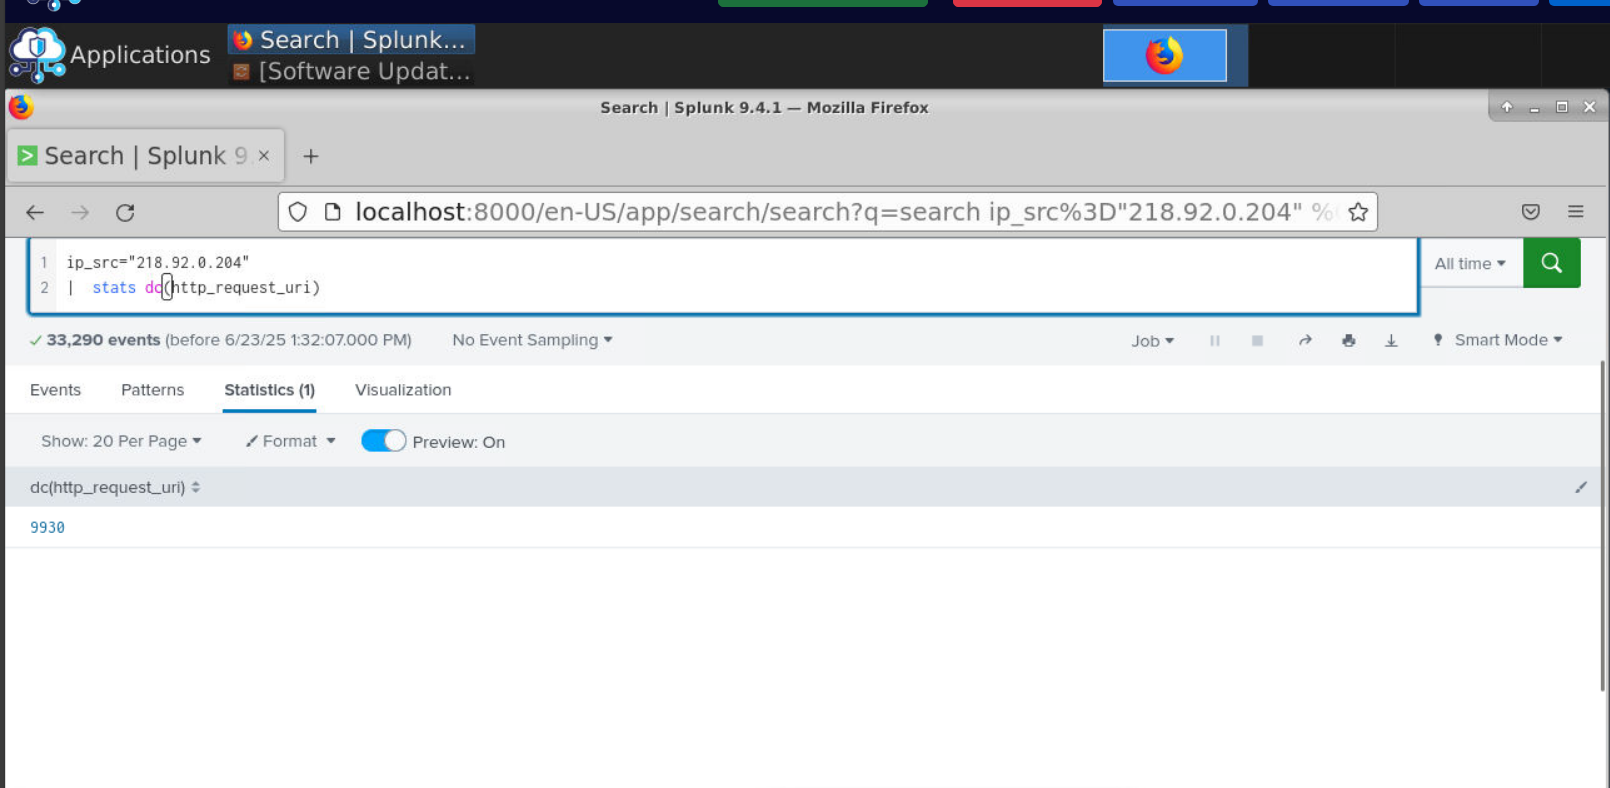 Applications
Search | Splunk...
[Software Updat...
Search | Splunk 9.4.1 — Mozilla Firefox
Search | Splunk 9
localhost:8000/en-US/app/search/search?q=search ip_src%3D"218.92.0.204" %
1 ip_src="218.92.0.204"
2 | stats dc(http_request_uri)
All time
33,290 events (before 6/23/25 1:32:07.000 PM)
No Event Sampling
Job
Smart Mode
Events
Patterns
Statistics (1)
Visualization
Show: 20 Per Page
Format
Preview: On
dc(http_request_uri)
9930